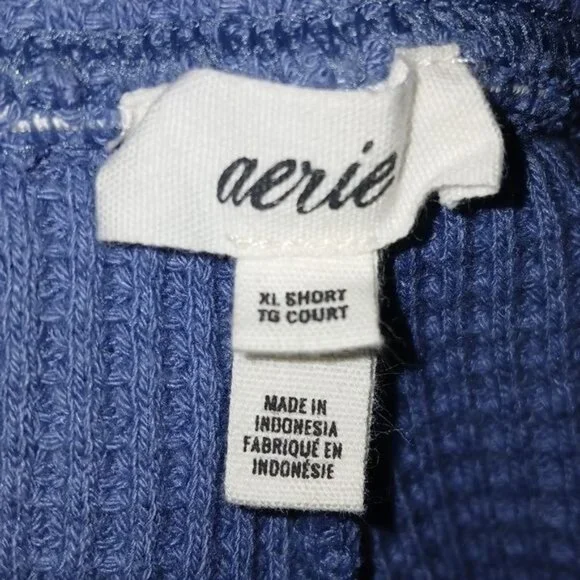 aerie
XL SHORT
TG COURT
MADE IN
INDONESIA
FABRIQUÉ EN
INDONÉSIE